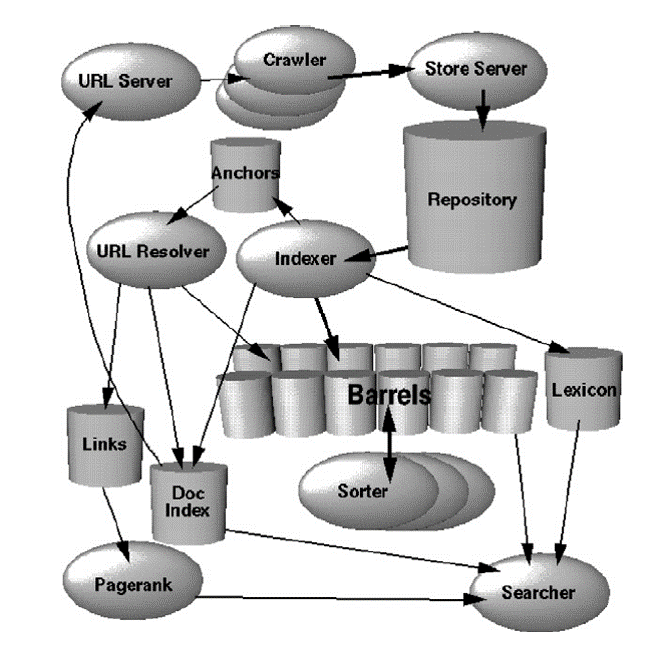 URL Server
Crawler
Store Server
Anchors
Repository
URL Resolver
Indexer
Barrels
Lexicon
Links
Doc
Index
Sorter
Pagerank
Searcher